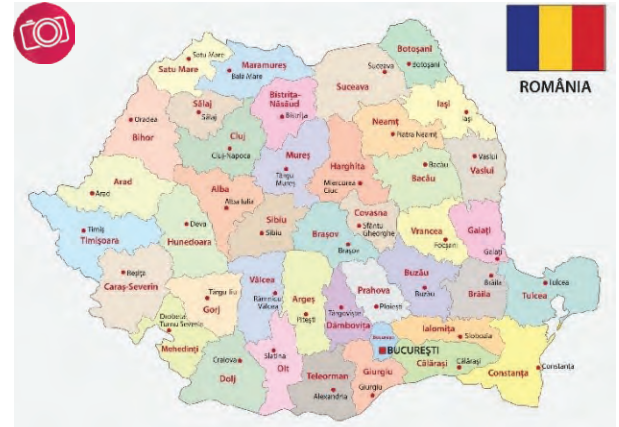 Botoșani
Botoșani
ROMÂNIA
Satu Mare
Satu Mare
Maramureș
Baia Mare
Suceava
Suceava
Bistrița-
Năsăud
Bistrița
Sălaj
Sălaj
Iași
Iași
Oradea
Bihor
Cluj
Cluj-Napoca
Neamț
Piatra Neamț
Mureș
Târgu
Mureș
Harghita
Miercurea
Ciuc
Bacău
Bacău
Vaslui
Vaslui
Arad
Arad
Alba
Alba Iulia
Sibiu
Sibiu
Covasna
Sfântu
Gheorghe
Brașov
Brașov
Vrancea
Focșani
Galați
Galați
Timiș
Timișoara
Deva
Hunedoara
Reșița
Caraș-Severin
Târgu Jiu
Gorj
Vâlcea
Râmnicu
Vâlcea
Argeș
Pitești
Târgoviște
Dâmbovița
Prahova
Ploiești
Buzău
Buzău
Brăila
Brăila
Tulcea
Tulcea
Drobeta-
Turnu Severin
Mehedinți
Craiova
Dolj
Slatina
Olt
Teleorman
Alexandria
București
BUCUREȘTI
Giurgiu
Giurgiu
Ialomița
Slobozia
Călărași
Călărași
Constanța
Constanța